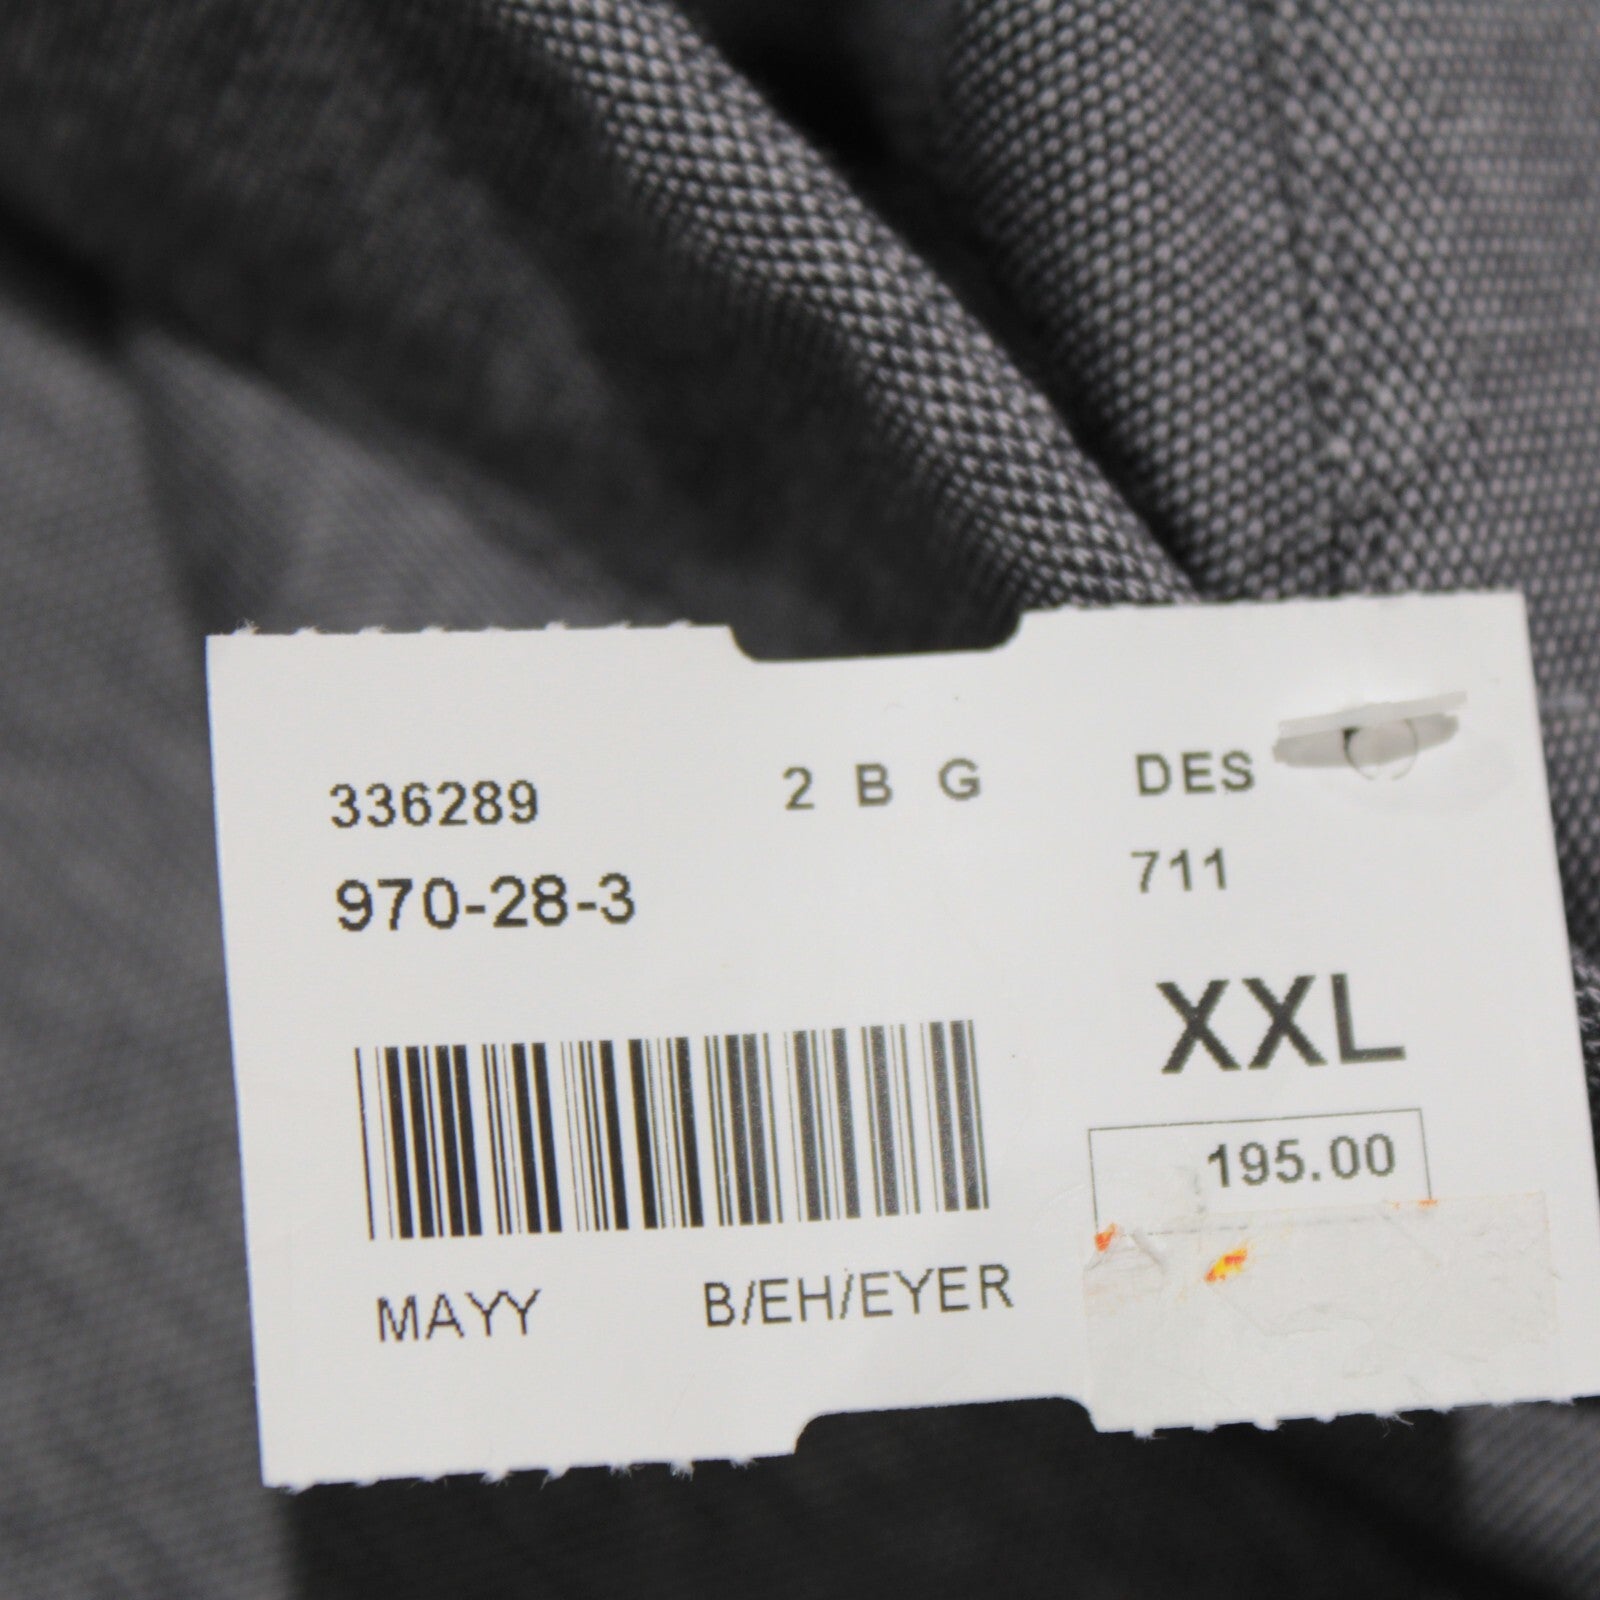 336289 2 B G DES
970-28-3 711
XXL
195.00
MAYY B/EH/EYER